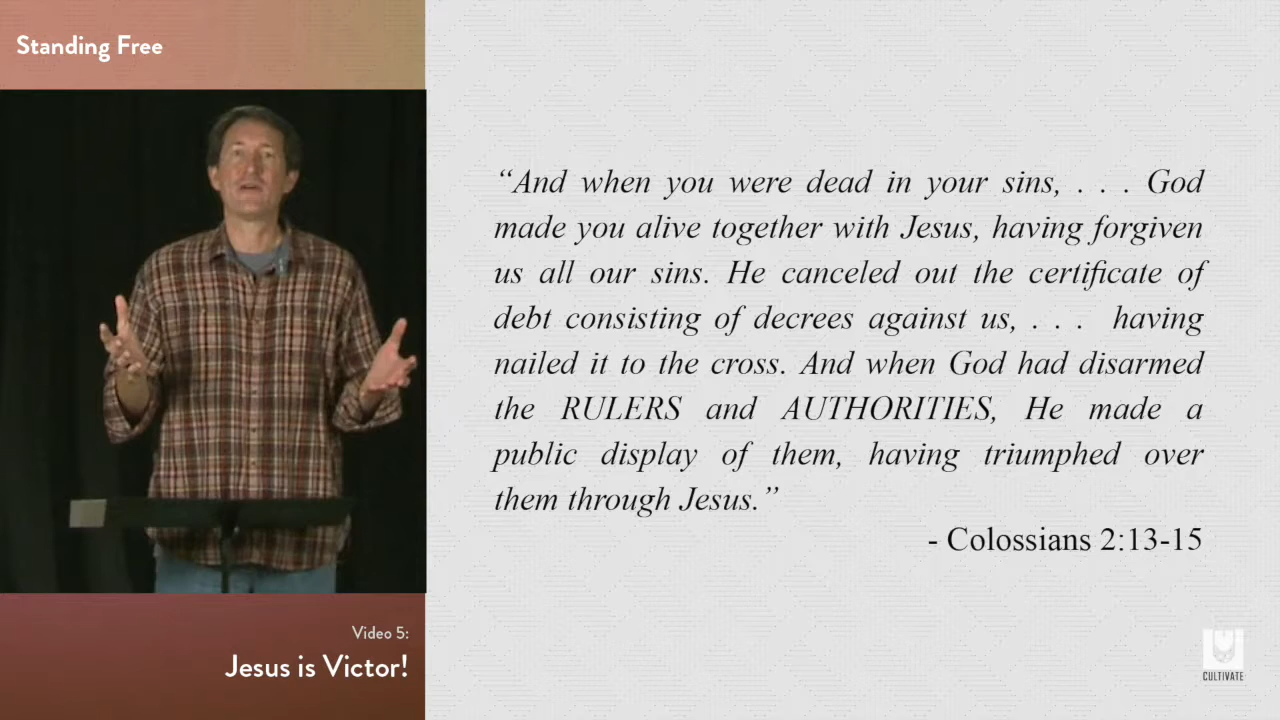 Standing Free
“And when you were dead in your sins, . . . God
made you alive together with Jesus, having forgiven
us all our sins. He canceled out the certificate of
debt consisting of decrees against us, . . . having
nailed it to the cross. And when God had disarmed
the RULERS and AUTHORITIES, He made a
public display of them, having triumphed over
them through Jesus.”
- Colossians 2:13-15
Video 5:
Jesus is Victor!
CULTIVATE